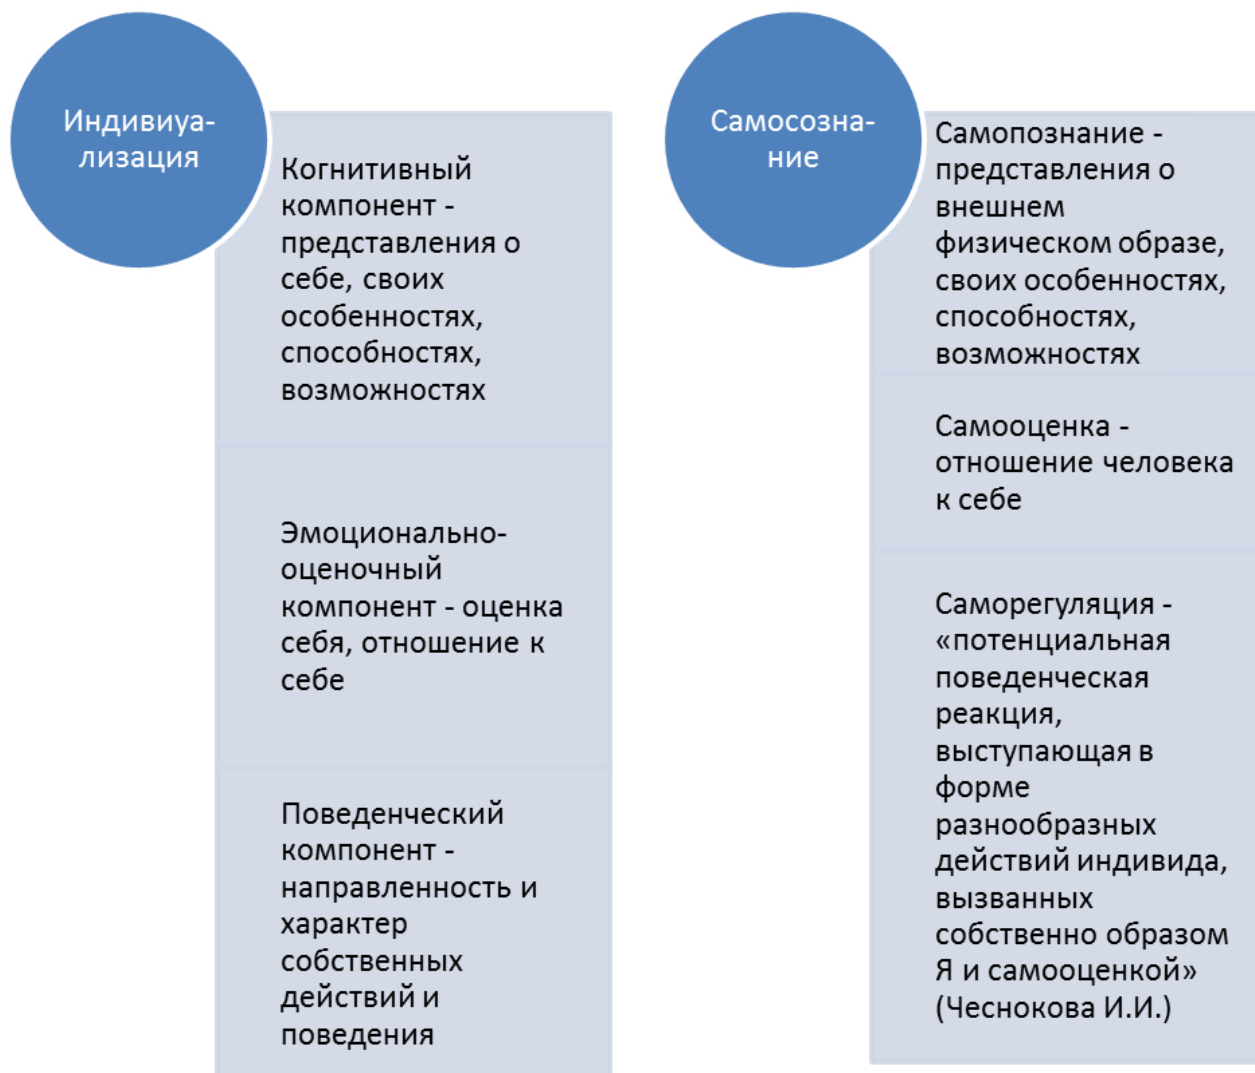 Индивиуа-
лизация
Когнитивный
компонент -
представления о
себе, своих
особенностях,
способностях,
возможностях
Эмоционально-
оценочный
компонент - оценка
себя, отношение к
себе
Поведенческий
компонент -
направленность и
характер
собственных
действий и
поведения
Самосозна-
ние
Самопознание -
представления о
внешнем
физическом образе,
своих особенностях,
способностях,
возможностях
Самооценка -
отношение человека
к себе
Саморегуляция -
«потенциальная
поведенческая
реакция,
выступающая в
форме
разнообразных
действий индивида,
вызванных
собственно образом
Я и самооценкой»
(Чеснокова И.И.)